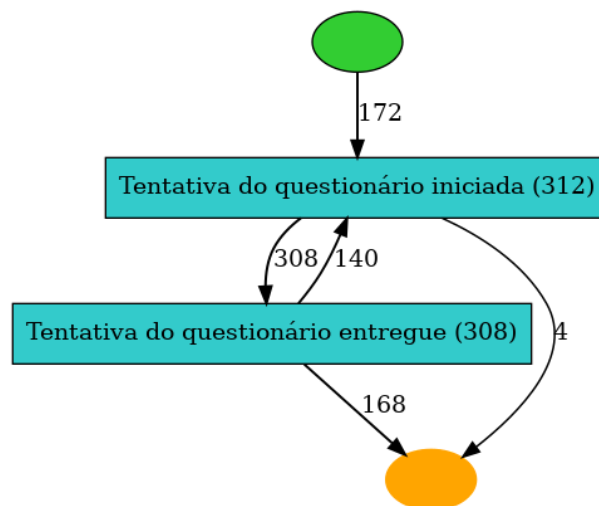 172
Tentativa do questionário iniciada (312)
308
140
Tentativa do questionário entregue (308)
4
168